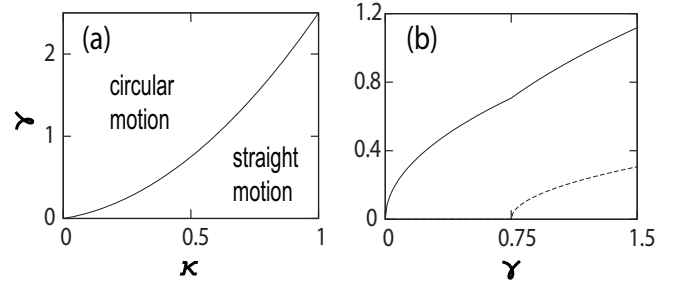 (a)
circular
motion
straight
motion
γ
2
1
0
0
0.5
1
κ
(b)
1.2
0.8
0.4
0
0
0.75
1.5
γ